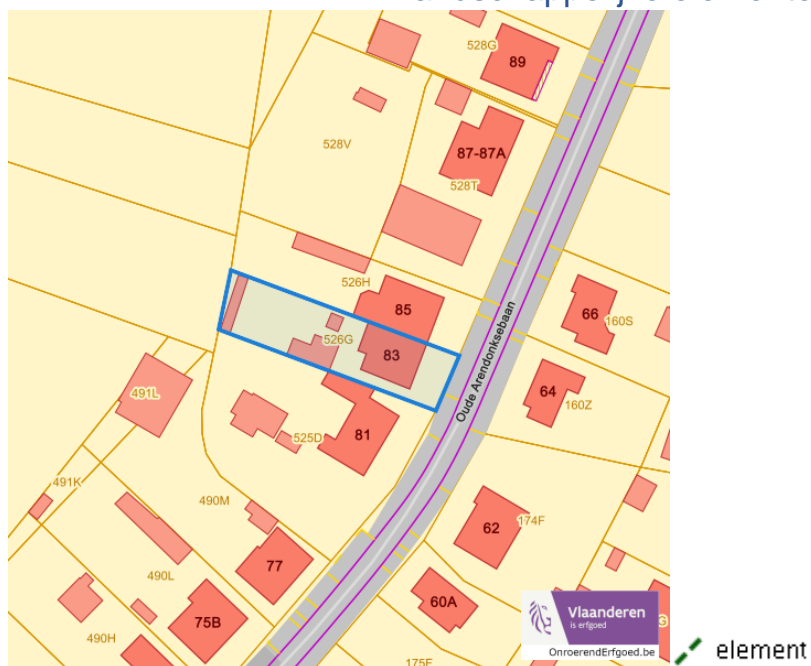 528G
89
528V
87-87A
528T
526H
85
66
160S
526G
83
Oude Arendonksebaan
64
160Z
491L
81
525D
491K
490M
62
174F
77
490L
60A
75B
490H
175F
Vlaanderen
is erfgoed
OnroerendErfgoed.be
element